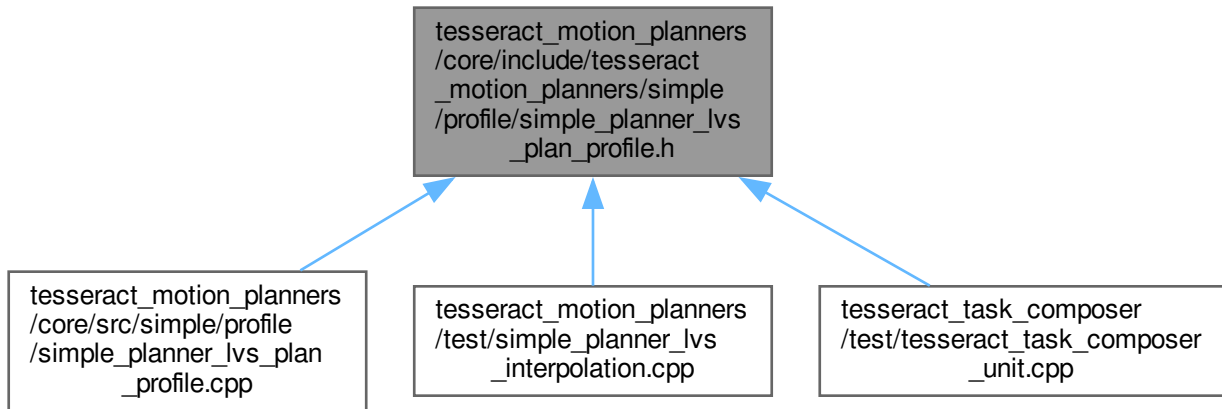 tesseract_motion_planners
/core/include/tesseract
_motion_planners/simple
/profile/simple_planner_lvs
_plan_profile.h
tesseract_motion_planners
/core/src/simple/profile
/simple_planner_lvs_plan
_profile.cpp
tesseract_motion_planners
/test/simple_planner_lvs
_interpolation.cpp
tesseract_task_composer
/test/tesseract_task_composer
_unit.cpp